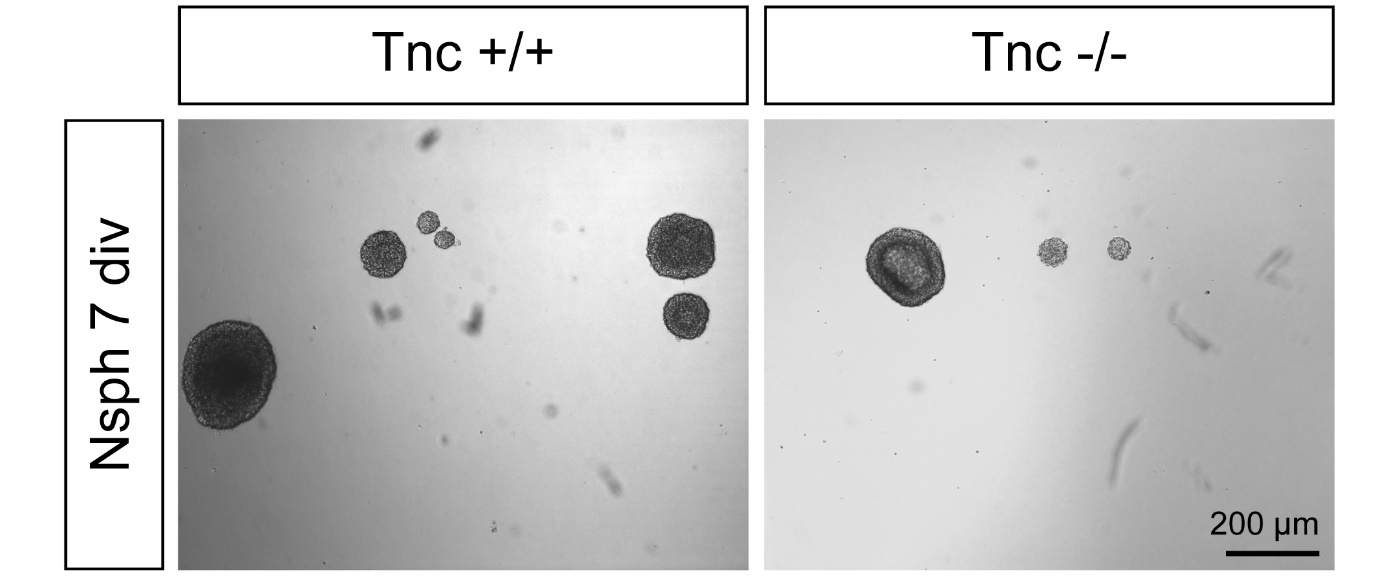 Tnc +/+
Tnc -/-
Nsph 7 div
200 µm